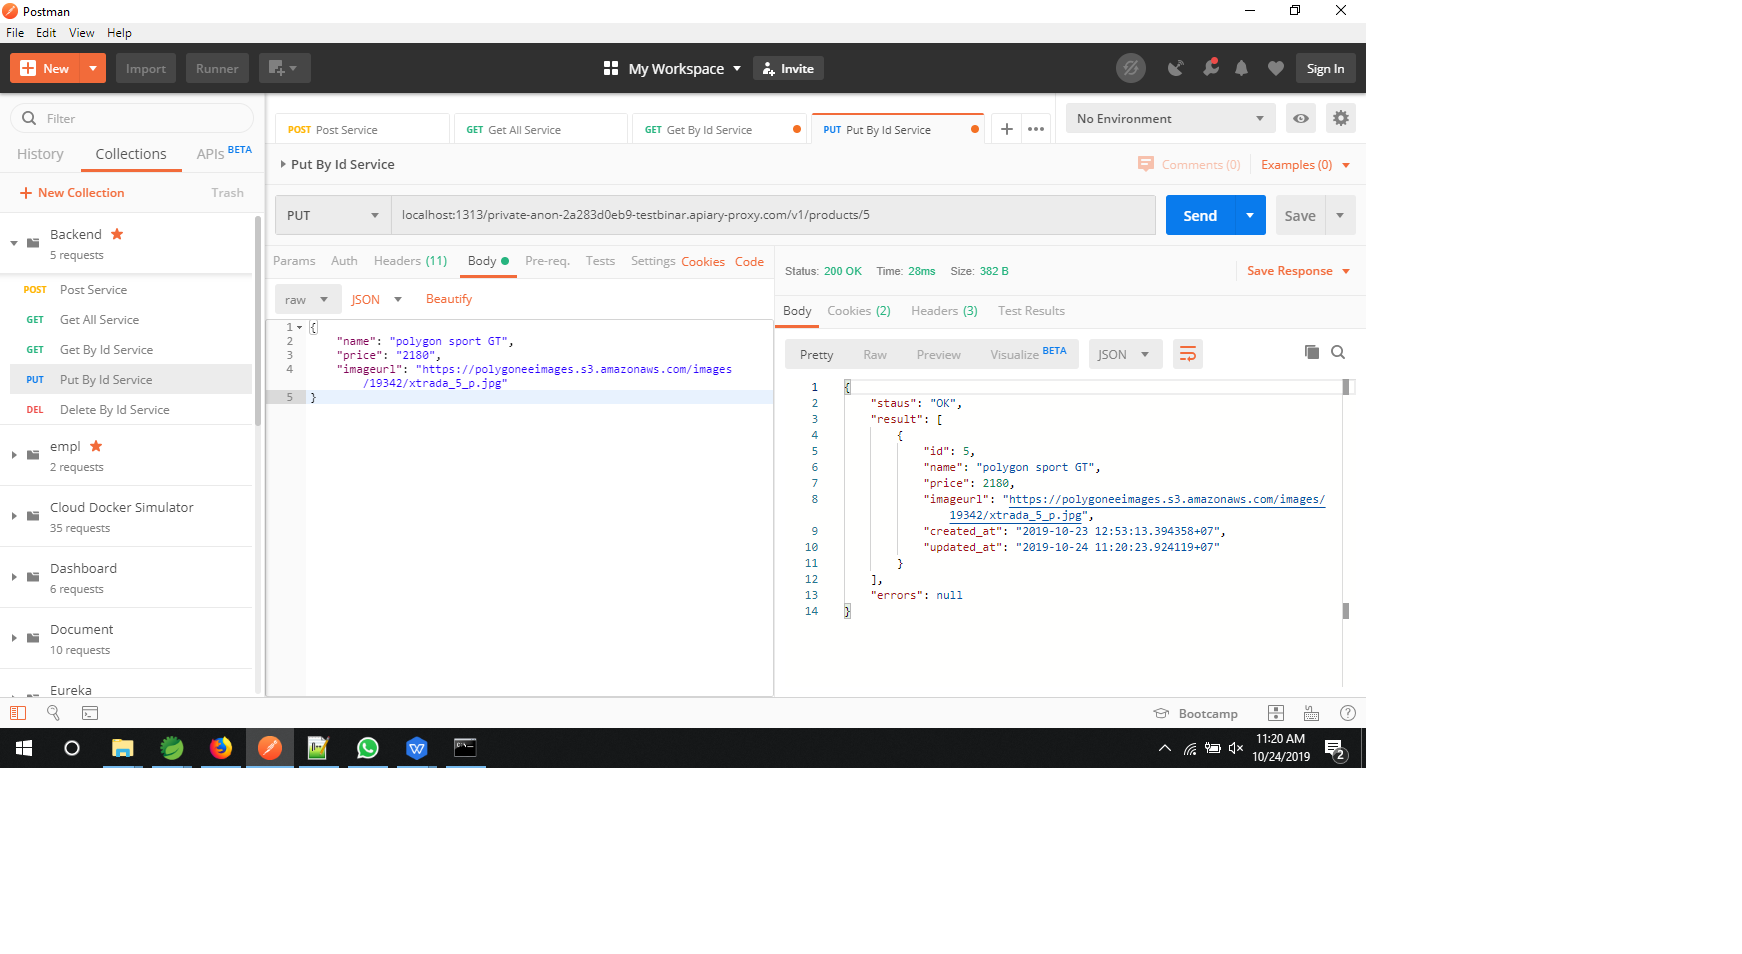 Postman
File Edit View Help
New Import Runner My Workspace Invite Sign In
Filter
History Collections APIs BETA
New Collection Trash
Backend
5 requests
POST Post Service
GET Get All Service
GET Get By Id Service
PUT Put By Id Service
DEL Delete By Id Service
empl
2 requests
Cloud Docker Simulator
35 requests
Dashboard
6 requests
Document
10 requests
Eureka
POST Post Service GET Get All Service GET Get By Id Service PUT Put By Id Service
No Environment
Put By Id Service
Comments (0) Examples (0)
PUT localhost:1313/private-anon-2a283d0eb9-testbinar.apiary-proxy.com/v1/products/5 Send Save
Params Auth Headers (11) Body Pre-req. Tests Settings Cookies Code
raw JSON Beautify
1 {
2 "name": "polygon sport GT",
3 "price": "2180",
4 "imageurl": "https://polygoneeimages.s3.amazonaws.com/images
/19342/xtrada_5_p.jpg"
5 }
Status: 200 OK Time: 28ms Size: 382 B Save Response
Body Cookies (2) Headers (3) Test Results
Pretty Raw Preview Visualize BETA JSON
1 {
2 "staus": "OK",
3 "result": [
4 {
5 "id": 5,
6 "name": "polygon sport GT",
7 "price": 2180,
8 "imageurl": "https://polygoneeimages.s3.amazonaws.com/images/
19342/xtrada_5_p.jpg",
9 "created_at": "2019-10-23 12:53:13.394358+07",
10 "updated_at": "2019-10-24 11:20:23.924119+07"
11 }
12 ],
13 "errors": null
14 }
Bootcamp
11:20 AM
10/24/2019
2